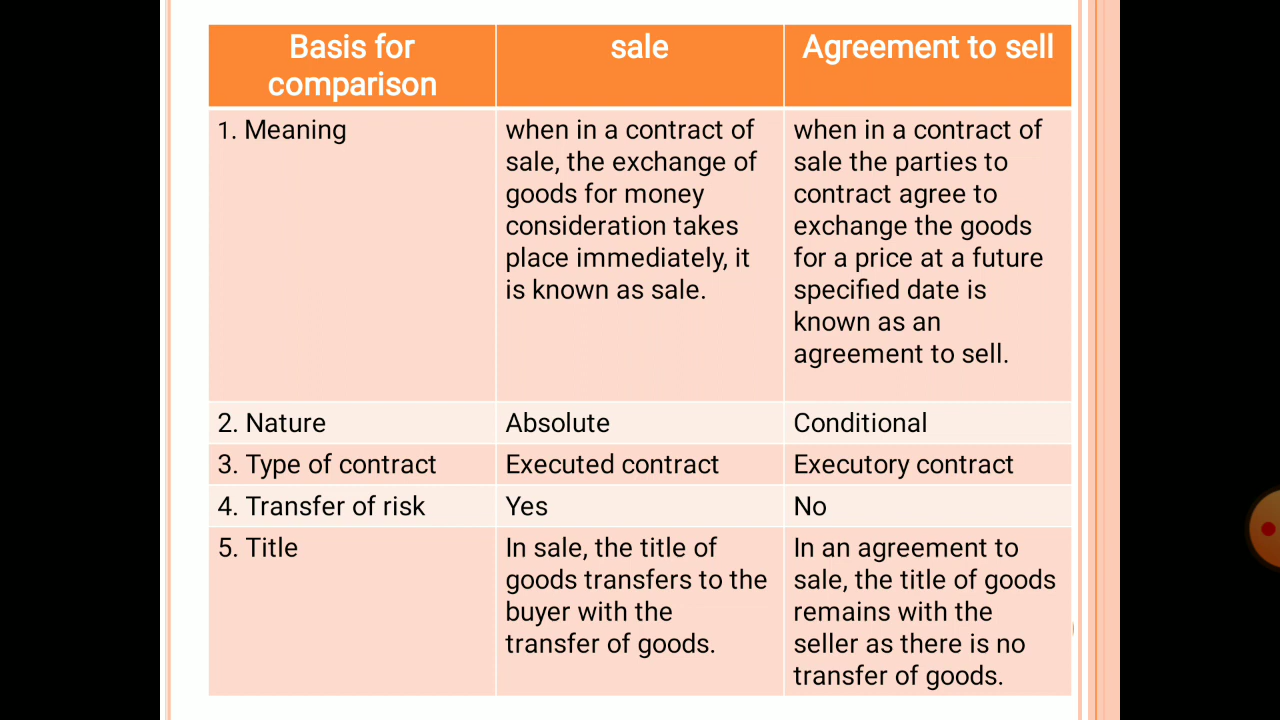 Basis for
comparison
sale
Agreement to sell
1. Meaning
when in a contract of
sale, the exchange of
goods for money
consideration takes
place immediately, it
is known as sale.
when in a contract of
sale the parties to
contract agree to
exchange the goods
for a price at a future
specified date is
known as an
agreement to sell.
2. Nature
Absolute
Conditional
3. Type of contract
Executed contract
Executory contract
4. Transfer of risk
Yes
No
5. Title
In sale, the title of
goods transfers to the
buyer with the
transfer of goods.
In an agreement to
sale, the title of goods
remains with the
seller as there is no
transfer of goods.